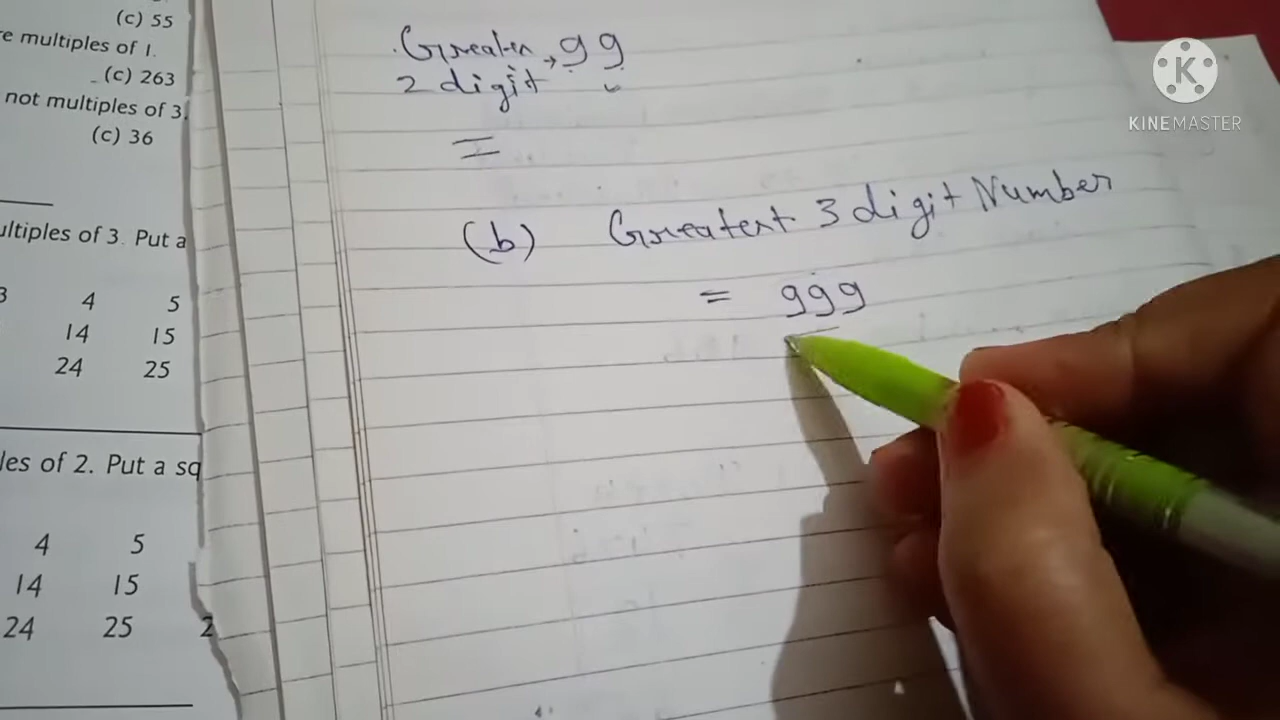 (c) 55
e multiples of 1.
(c) 263
not multiples of 3.
(c) 36
ultiples of 3. Put a
3 4 5
14 15
24 25
les of 2. Put a sq
4 5
14 15
24 25 2
Greater → 99
2 digit
=
(b) Greatest 3 digit Number
= 999
K
KINEMASTER